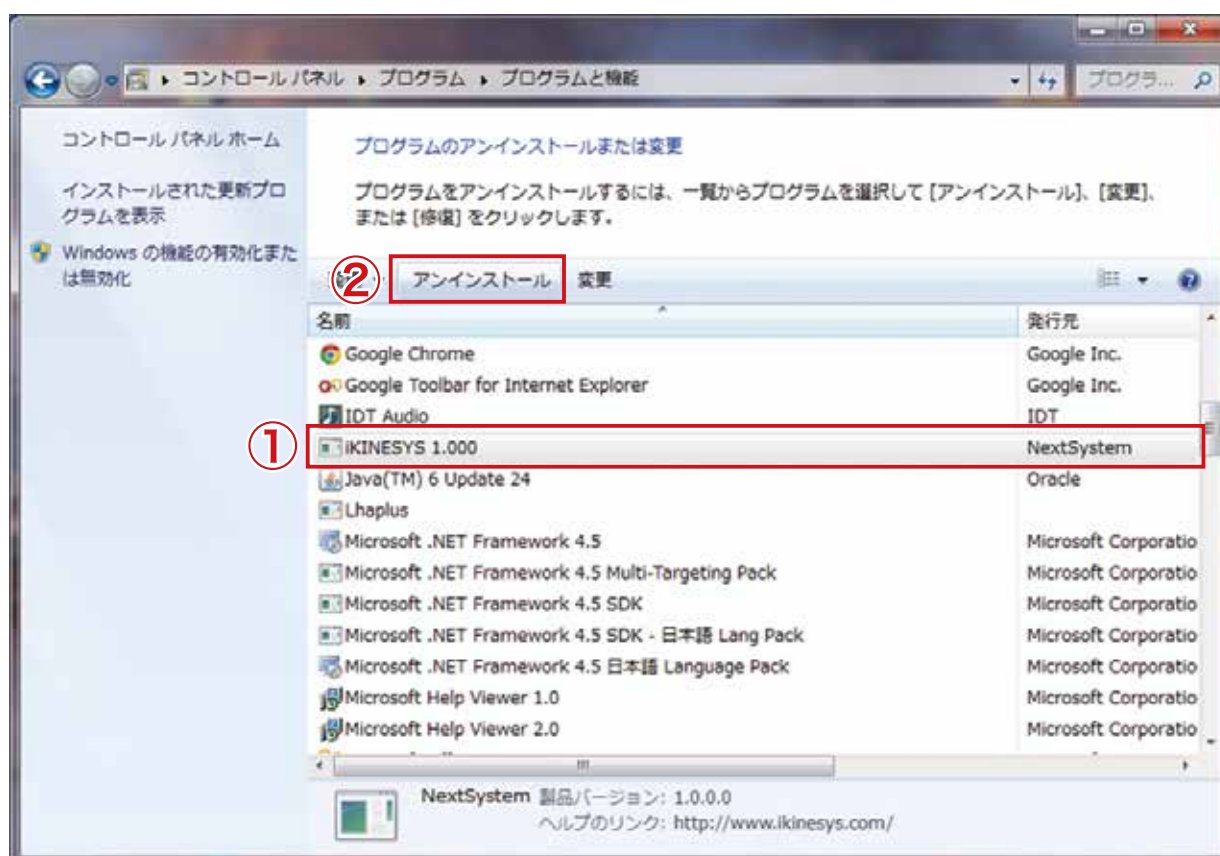 コントロール パネル ▸ プログラム ▸ プログラムと機能
プログラ...
コントロール パネル ホーム
インストールされた更新プロ
グラムを表示
Windows の機能の有効化また
は無効化
プログラムのアンインストールまたは変更
プログラムをアンインストールするには、一覧からプログラムを選択して [アンインストール]、[変更]、
または [修復] をクリックします。
② アンインストール 変更
名前 発行元
Google Chrome Google Inc.
Google Toolbar for Internet Explorer Google Inc.
IDT Audio IDT
① iKINESYS 1.000 NextSystem
Java(TM) 6 Update 24 Oracle
Lhaplus
Microsoft .NET Framework 4.5 Microsoft Corporatio
Microsoft .NET Framework 4.5 Multi-Targeting Pack Microsoft Corporatio
Microsoft .NET Framework 4.5 SDK Microsoft Corporatio
Microsoft .NET Framework 4.5 SDK - 日本語 Lang Pack Microsoft Corporatio
Microsoft .NET Framework 4.5 日本語 Language Pack Microsoft Corporatio
Microsoft Help Viewer 1.0 Microsoft Corporatio
Microsoft Help Viewer 2.0 Microsoft Corporatio
NextSystem 製品バージョン: 1.0.0.0
ヘルプのリンク: http://www.ikinesys.com/